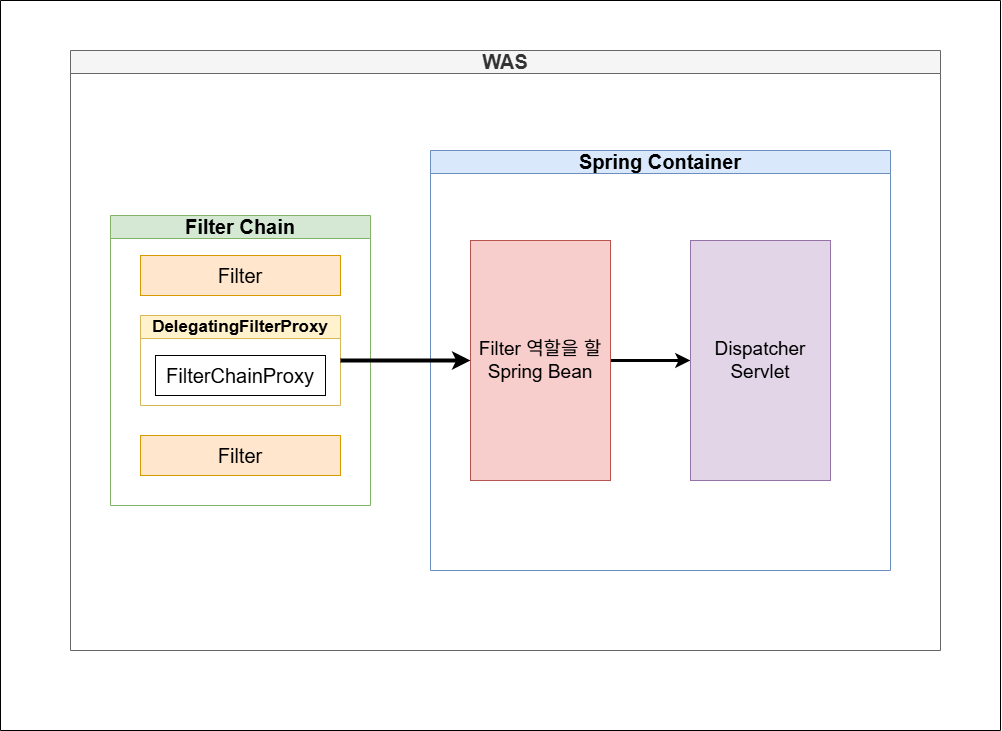 WAS
Spring Container
Filter Chain
Filter
DelegatingFilterProxy
FilterChainProxy
Filter
Filter 역할을 할
Spring Bean
Dispatcher
Servlet